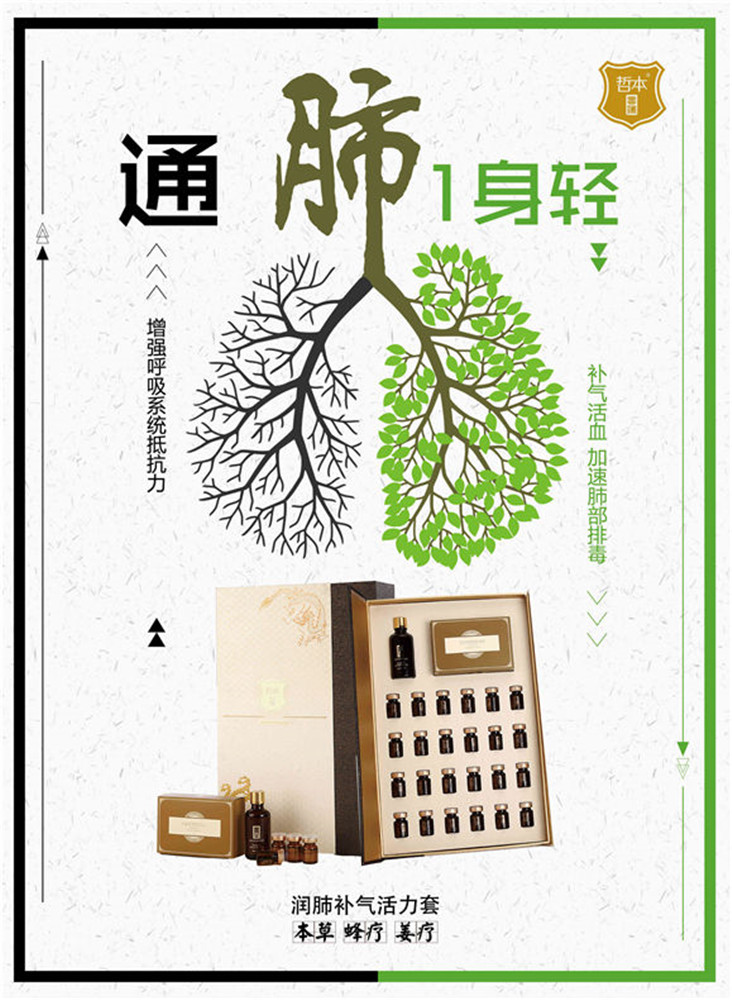 哲本
通肺1身轻
增强呼吸系统抵抗力
补气活血 加速肺部排毒
润肺补气活力套
本草 蜂疗 姜疗